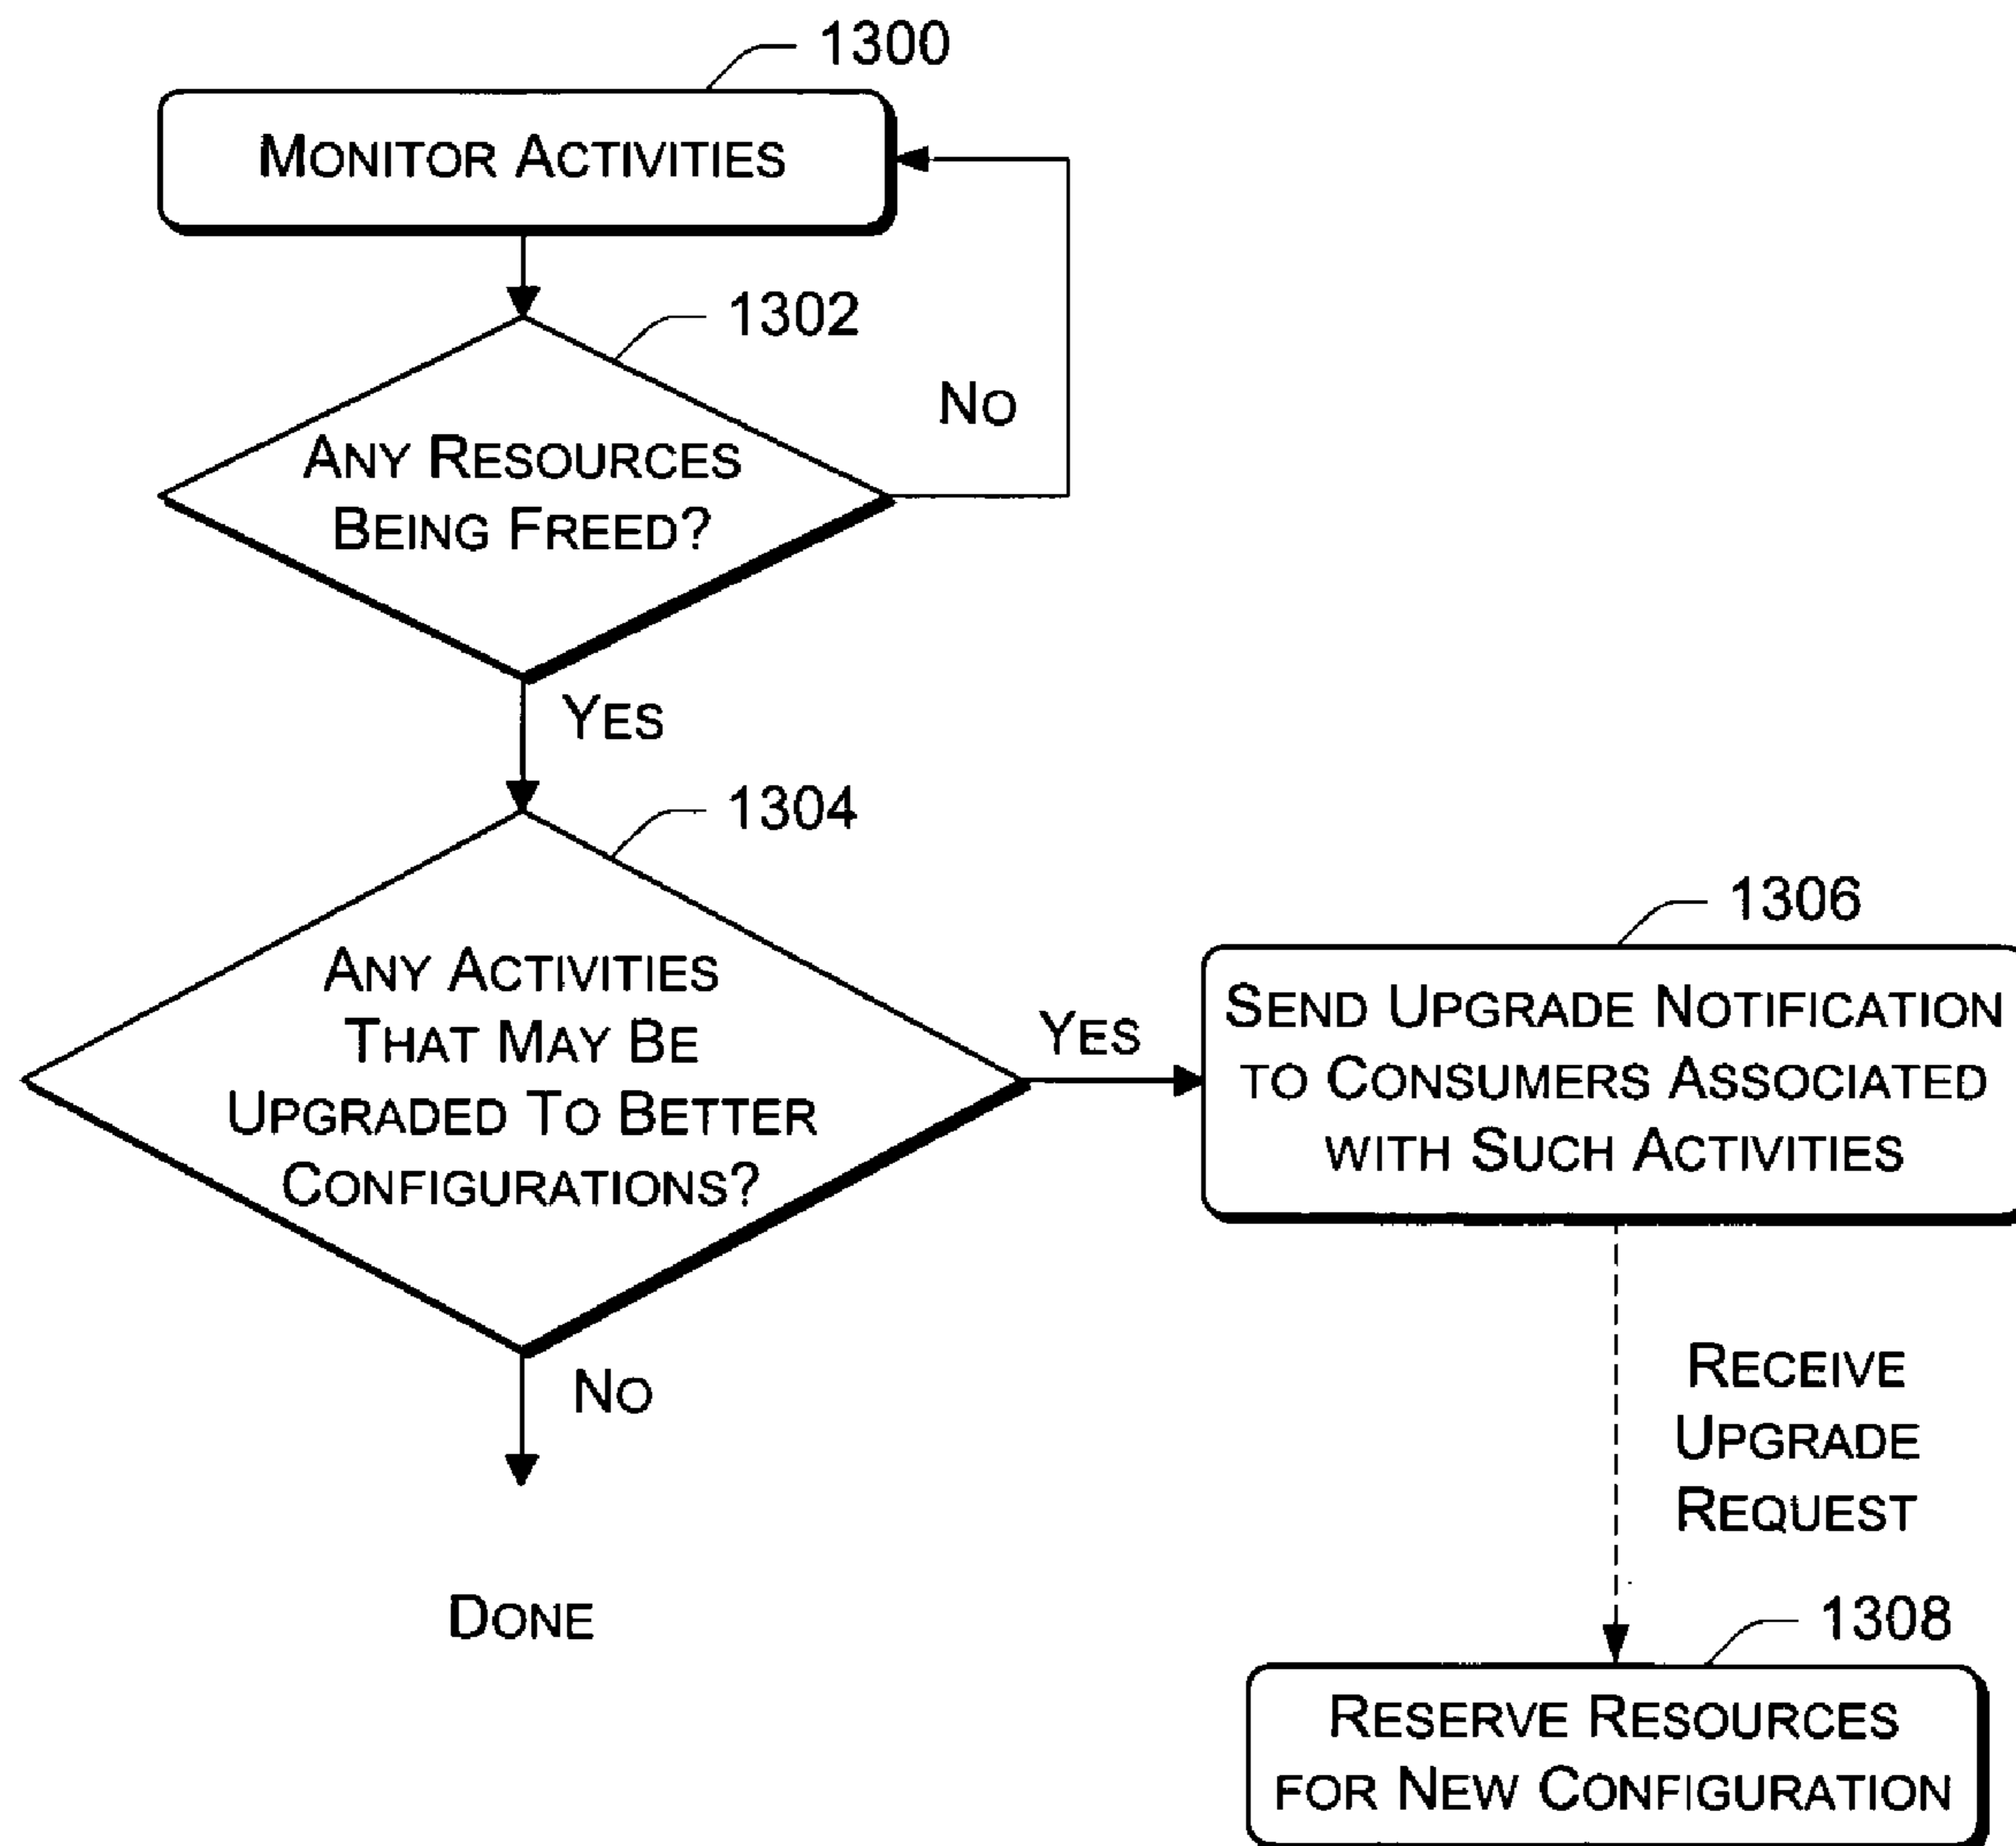 1300
MONITOR ACTIVITIES
1302
ANY RESOURCES
BEING FREED?
NO
YES
1304
ANY ACTIVITIES
THAT MAY BE
UPGRADED TO BETTER
CONFIGURATIONS?
YES
1306
SEND UPGRADE NOTIFICATION
TO CONSUMERS ASSOCIATED
WITH SUCH ACTIVITIES
NO
DONE
RECEIVE
UPGRADE
REQUEST
1308
RESERVE RESOURCES
FOR NEW CONFIGURATION